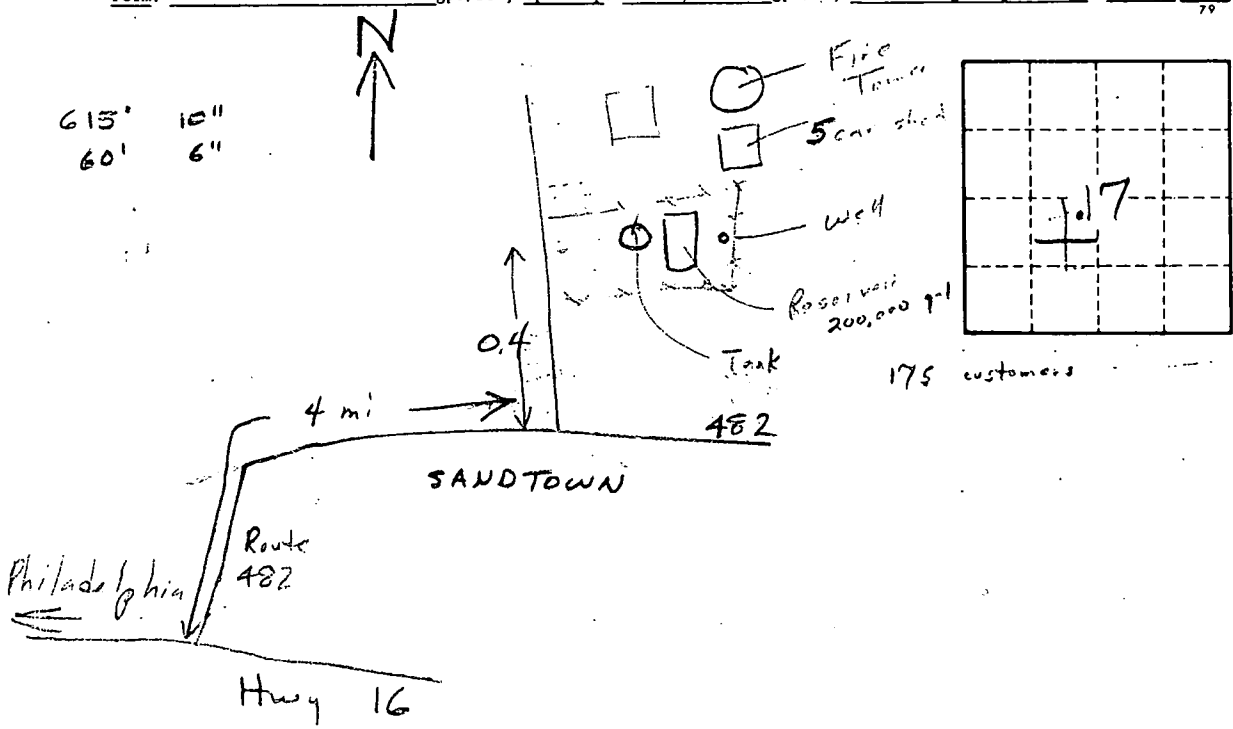 79
N
615' 10"
60' 6"
Fire
Tower
5 car shed
well
Reservoir
200,000 gal
Tank
.17
175 customers
0.4
4 mi
482
SANDTOWN
Route
482
Philadelphia
Hwy 16